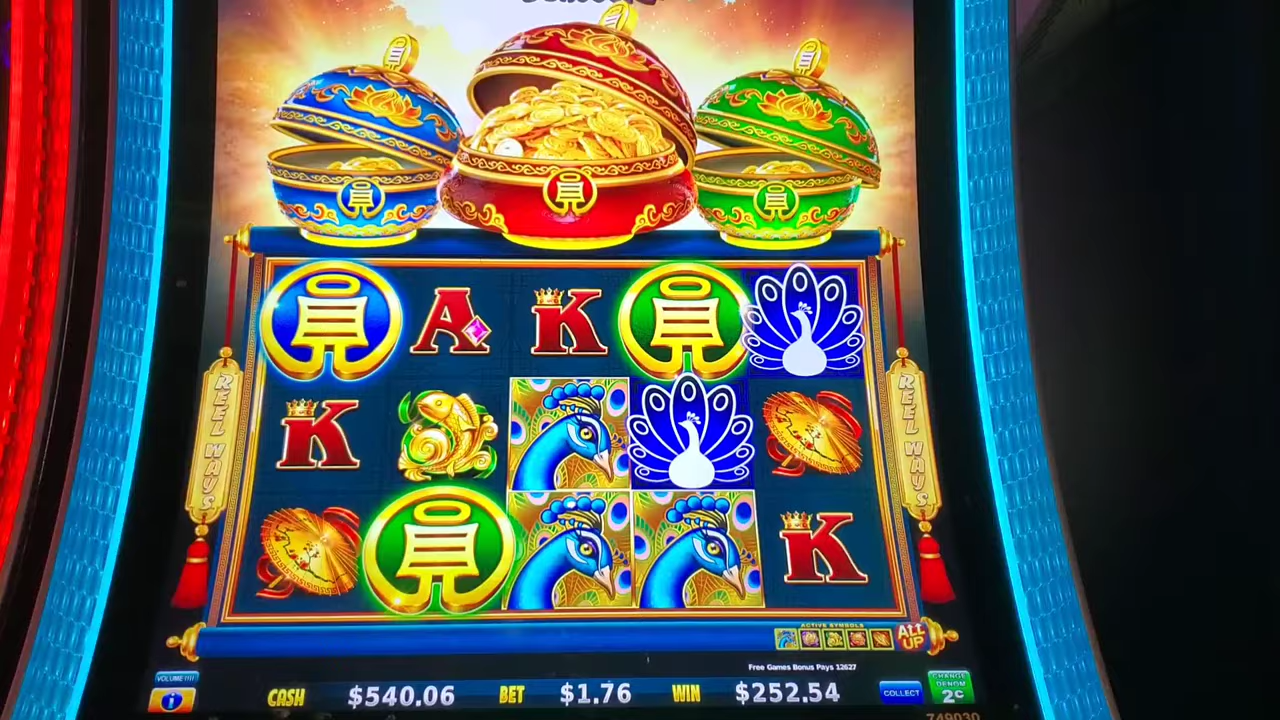 A
K
K
K
REEL WAYS
REEL WAYS
ACTIVE SYMBOLS
ALL UP
Free Games Bonus Pays 12627
VOLUME
CASH $540.06 BET $1.76 WIN $252.54
COLLECT
CHANGE DENOM
2¢
749030